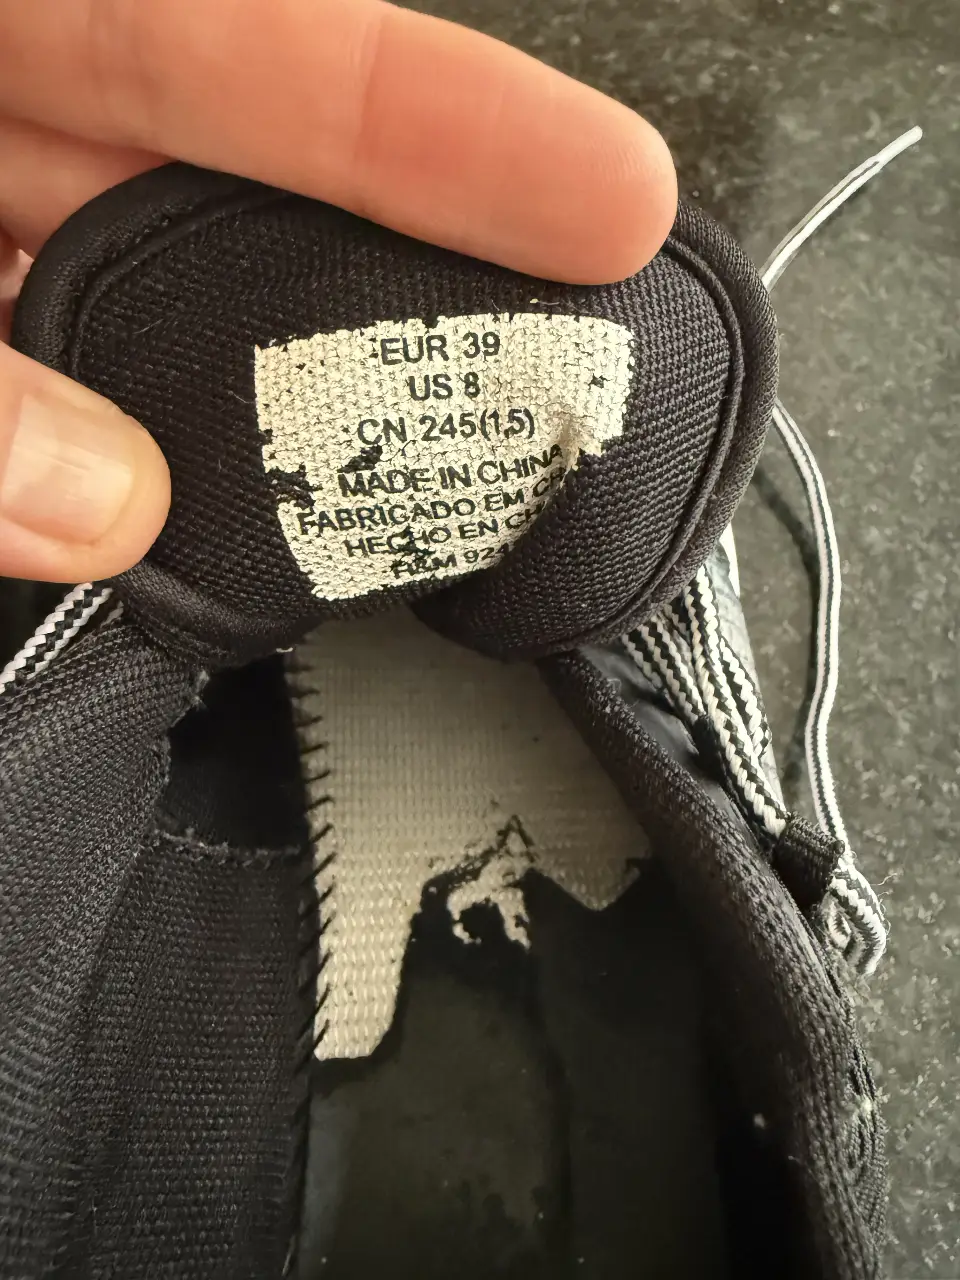 EUR 39
US 8
CN 245(1,5)
MADE IN CHINA
FABRICADO EM
HECHO EN
H&M